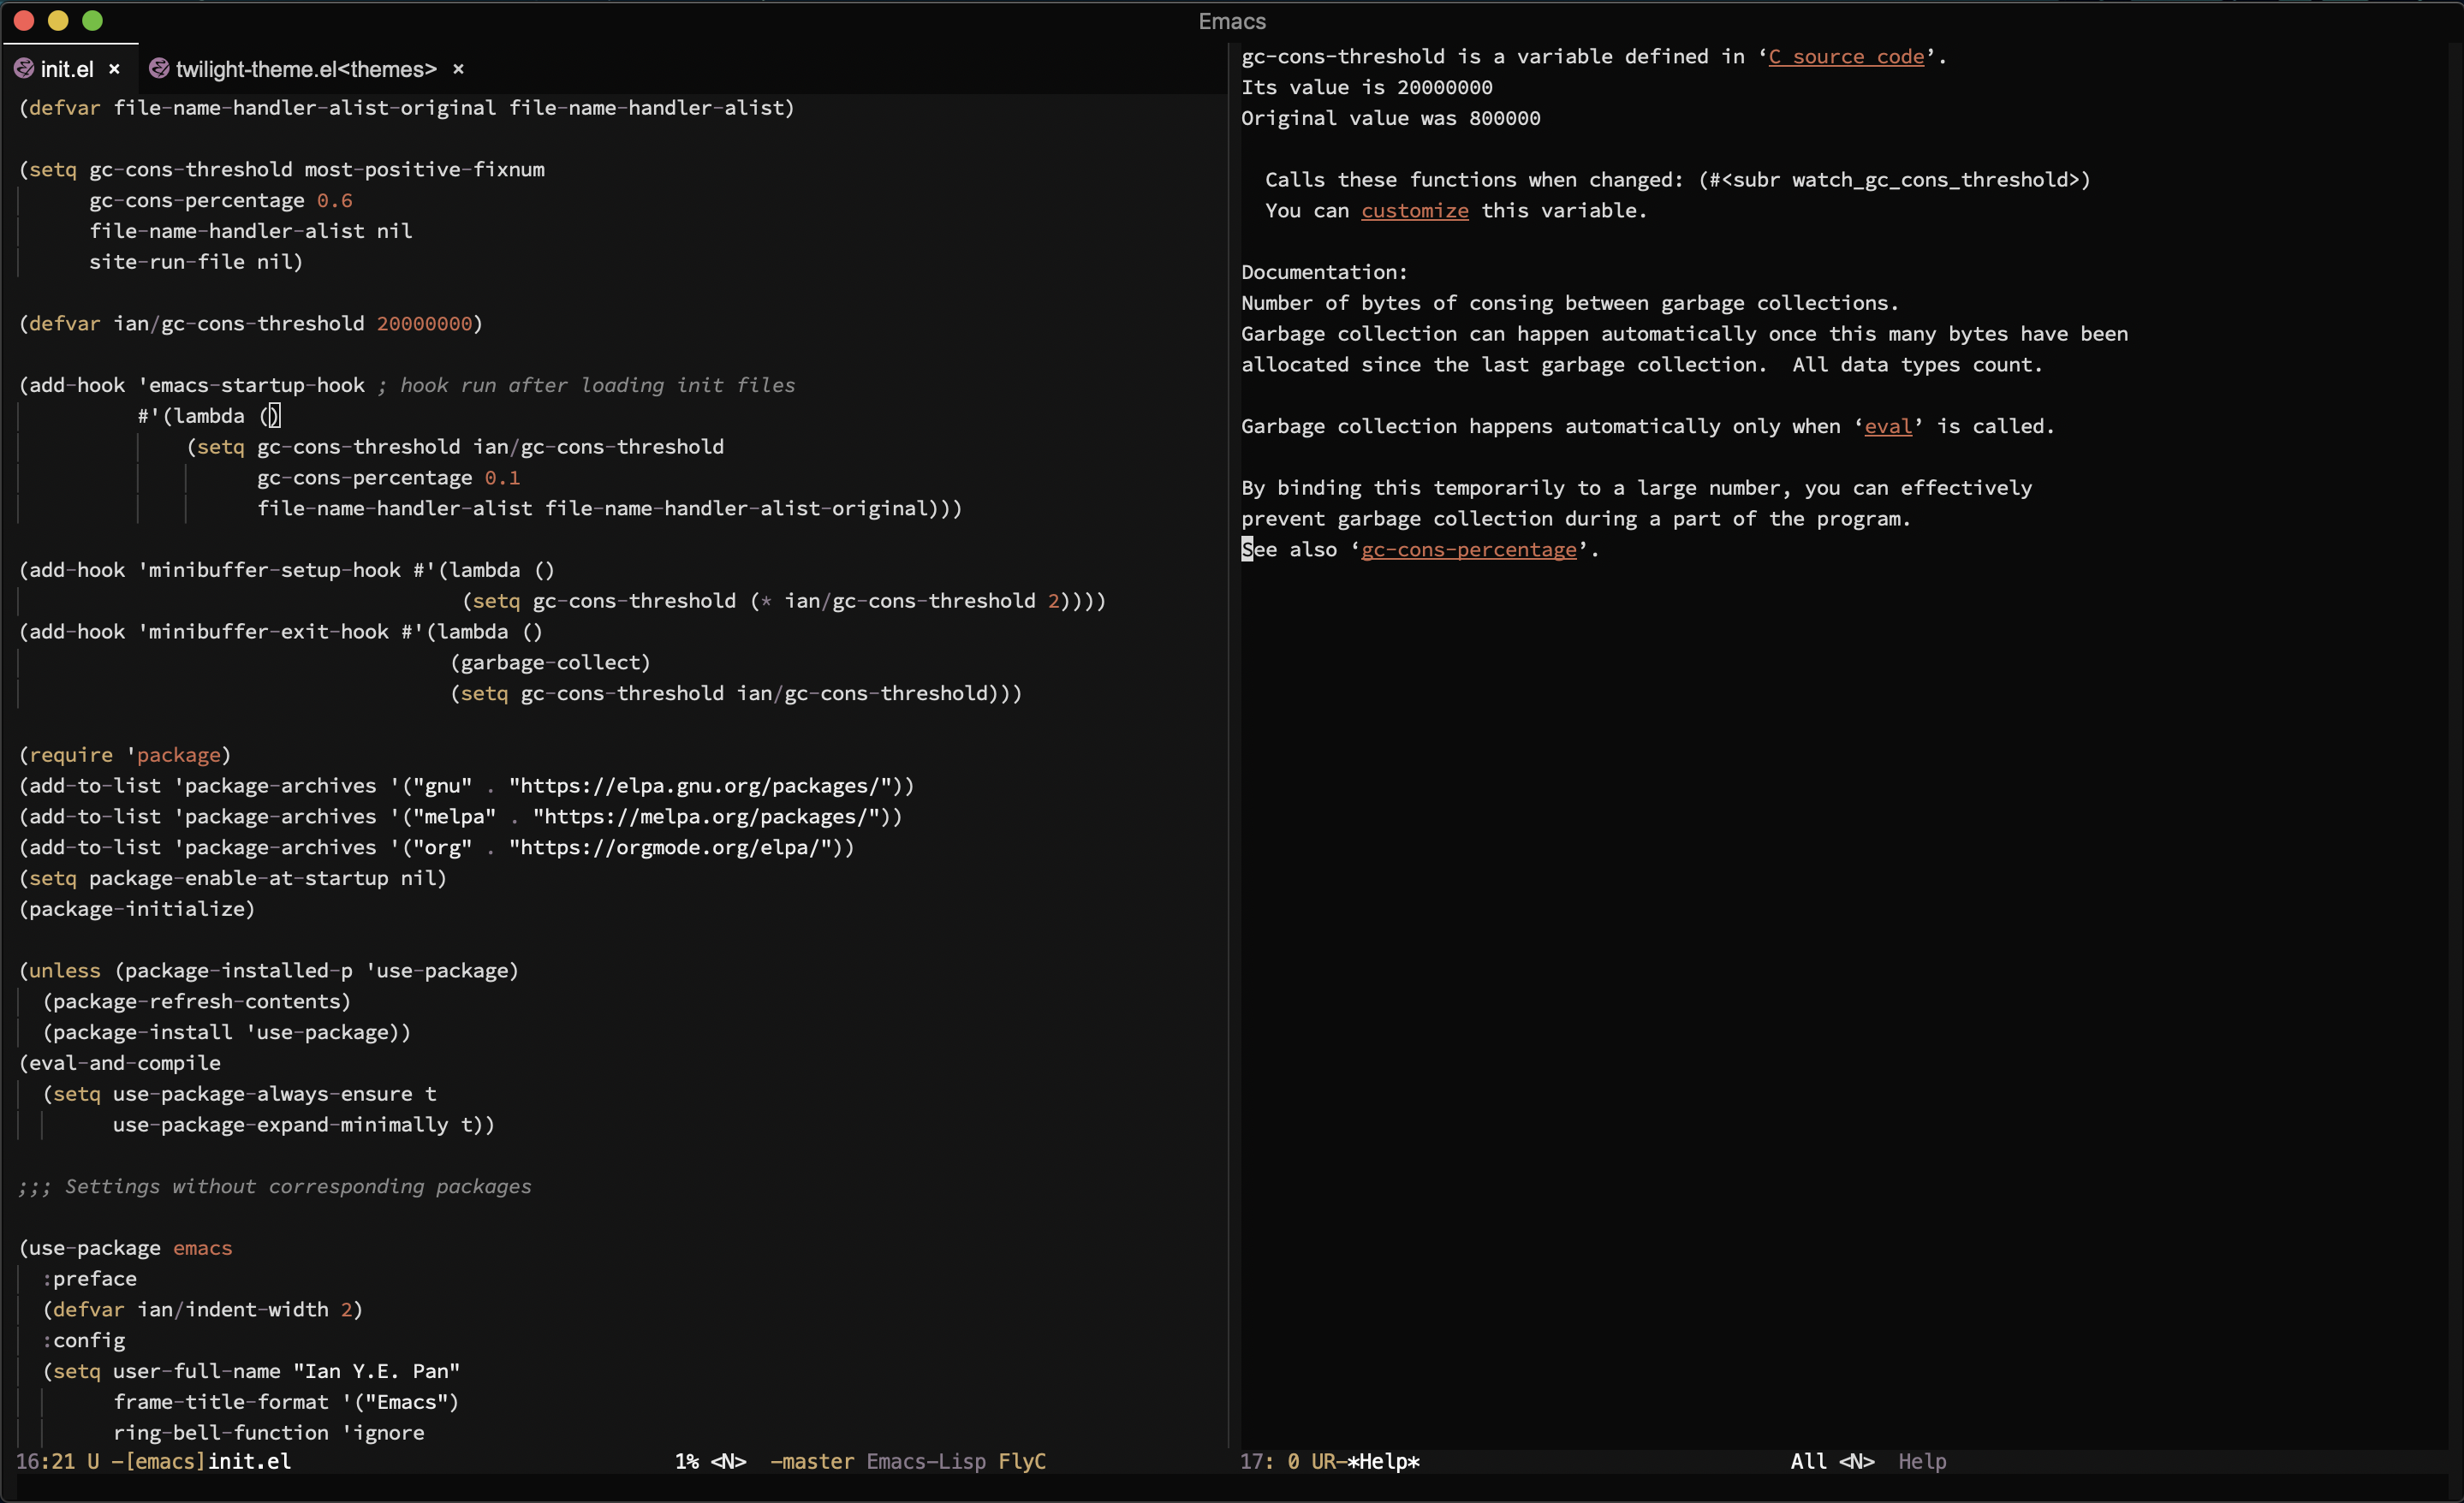 Emacs
init.el × twilight-theme.el<themes> ×
(defvar file-name-handler-alist-original file-name-handler-alist)
(setq gc-cons-threshold most-positive-fixnum
gc-cons-percentage 0.6
file-name-handler-alist nil
site-run-file nil)
(defvar ian/gc-cons-threshold 20000000)
(add-hook 'emacs-startup-hook ; hook run after loading init files
#'(lambda ()
(setq gc-cons-threshold ian/gc-cons-threshold
gc-cons-percentage 0.1
file-name-handler-alist file-name-handler-alist-original)))
(add-hook 'minibuffer-setup-hook #'(lambda ()
(setq gc-cons-threshold (* ian/gc-cons-threshold 2))))
(add-hook 'minibuffer-exit-hook #'(lambda ()
(garbage-collect)
(setq gc-cons-threshold ian/gc-cons-threshold)))
(require 'package)
(add-to-list 'package-archives '("gnu" . "https://elpa.gnu.org/packages/"))
(add-to-list 'package-archives '("melpa" . "https://melpa.org/packages/"))
(add-to-list 'package-archives '("org" . "https://orgmode.org/elpa/"))
(setq package-enable-at-startup nil)
(package-initialize)
(unless (package-installed-p 'use-package)
(package-refresh-contents)
(package-install 'use-package))
(eval-and-compile
(setq use-package-always-ensure t
use-package-expand-minimally t))
;;; Settings without corresponding packages
(use-package emacs
:preface
(defvar ian/indent-width 2)
:config
(setq user-full-name "Ian Y.E. Pan"
frame-title-format '("Emacs")
ring-bell-function 'ignore
16:21 U -[emacs]init.el 1% <N> -master Emacs-Lisp FlyC
gc-cons-threshold is a variable defined in ‘C source code’.
Its value is 20000000
Original value was 800000
Calls these functions when changed: (#<subr watch_gc_cons_threshold>)
You can customize this variable.
Documentation:
Number of bytes of consing between garbage collections.
Garbage collection can happen automatically once this many bytes have been
allocated since the last garbage collection.  All data types count.
Garbage collection happens automatically only when ‘eval’ is called.
By binding this temporarily to a large number, you can effectively
prevent garbage collection during a part of the program.
See also ‘gc-cons-percentage’.
17: 0 UR-*Help* All <N> Help